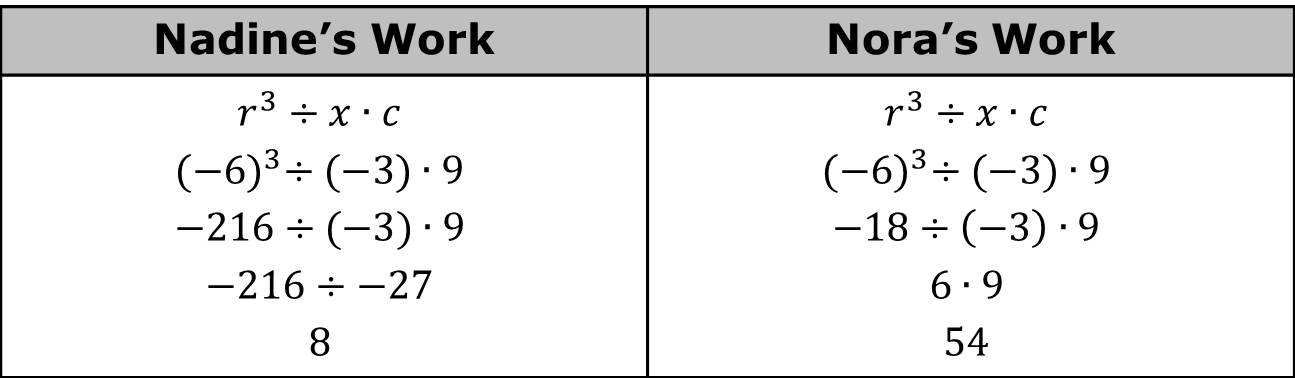 Nadine’s Work
r³ ÷ x · c
(−6)³÷ (−3) · 9
−216 ÷ (−3) · 9
−216 ÷ −27
8
Nora’s Work
r³ ÷ x · c
(−6)³÷ (−3) · 9
−18 ÷ (−3) · 9
6 · 9
54